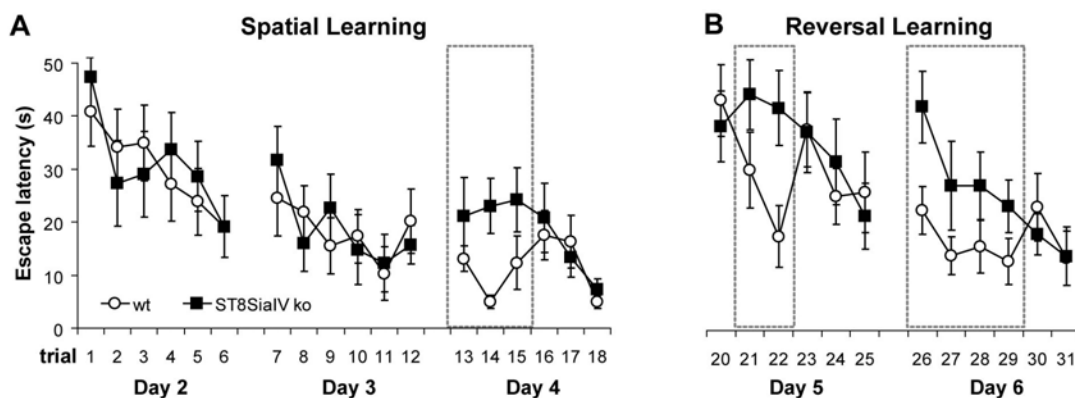 A
Spatial Learning
B
Reversal Learning
Escape latency (s)
50
40
30
20
10
0
wt ST8SiaIV ko
trial 1 2 3 4 5 6 7 8 9 10 11 12 13 14 15 16 17 18
20 21 22 23 24 25 26 27 28 29 30 31
Day 2 Day 3 Day 4 Day 5 Day 6